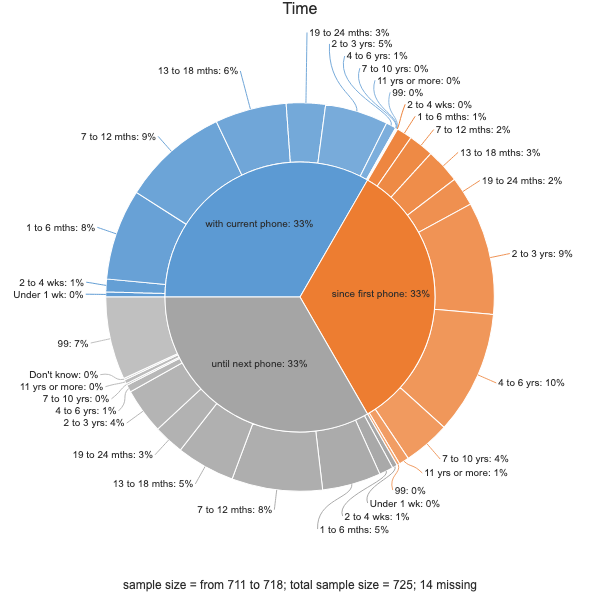 Time
19 to 24 mths: 3%
2 to 3 yrs: 5%
4 to 6 yrs: 1%
7 to 10 yrs: 0%
11 yrs or more: 0%
99: 0%
2 to 4 wks: 0%
1 to 6 mths: 1%
7 to 12 mths: 2%
13 to 18 mths: 3%
19 to 24 mths: 2%
2 to 3 yrs: 9%
4 to 6 yrs: 10%
7 to 10 yrs: 4%
11 yrs or more: 1%
99: 0%
Under 1 wk: 0%
2 to 4 wks: 1%
1 to 6 mths: 5%
7 to 12 mths: 8%
13 to 18 mths: 5%
19 to 24 mths: 3%
2 to 3 yrs: 4%
4 to 6 yrs: 1%
7 to 10 yrs: 0%
11 yrs or more: 0%
Don't know: 0%
99: 7%
Under 1 wk: 0%
2 to 4 wks: 1%
1 to 6 mths: 8%
7 to 12 mths: 9%
13 to 18 mths: 6%
with current phone: 33%
since first phone: 33%
until next phone: 33%
sample size = from 711 to 718; total sample size = 725; 14 missing